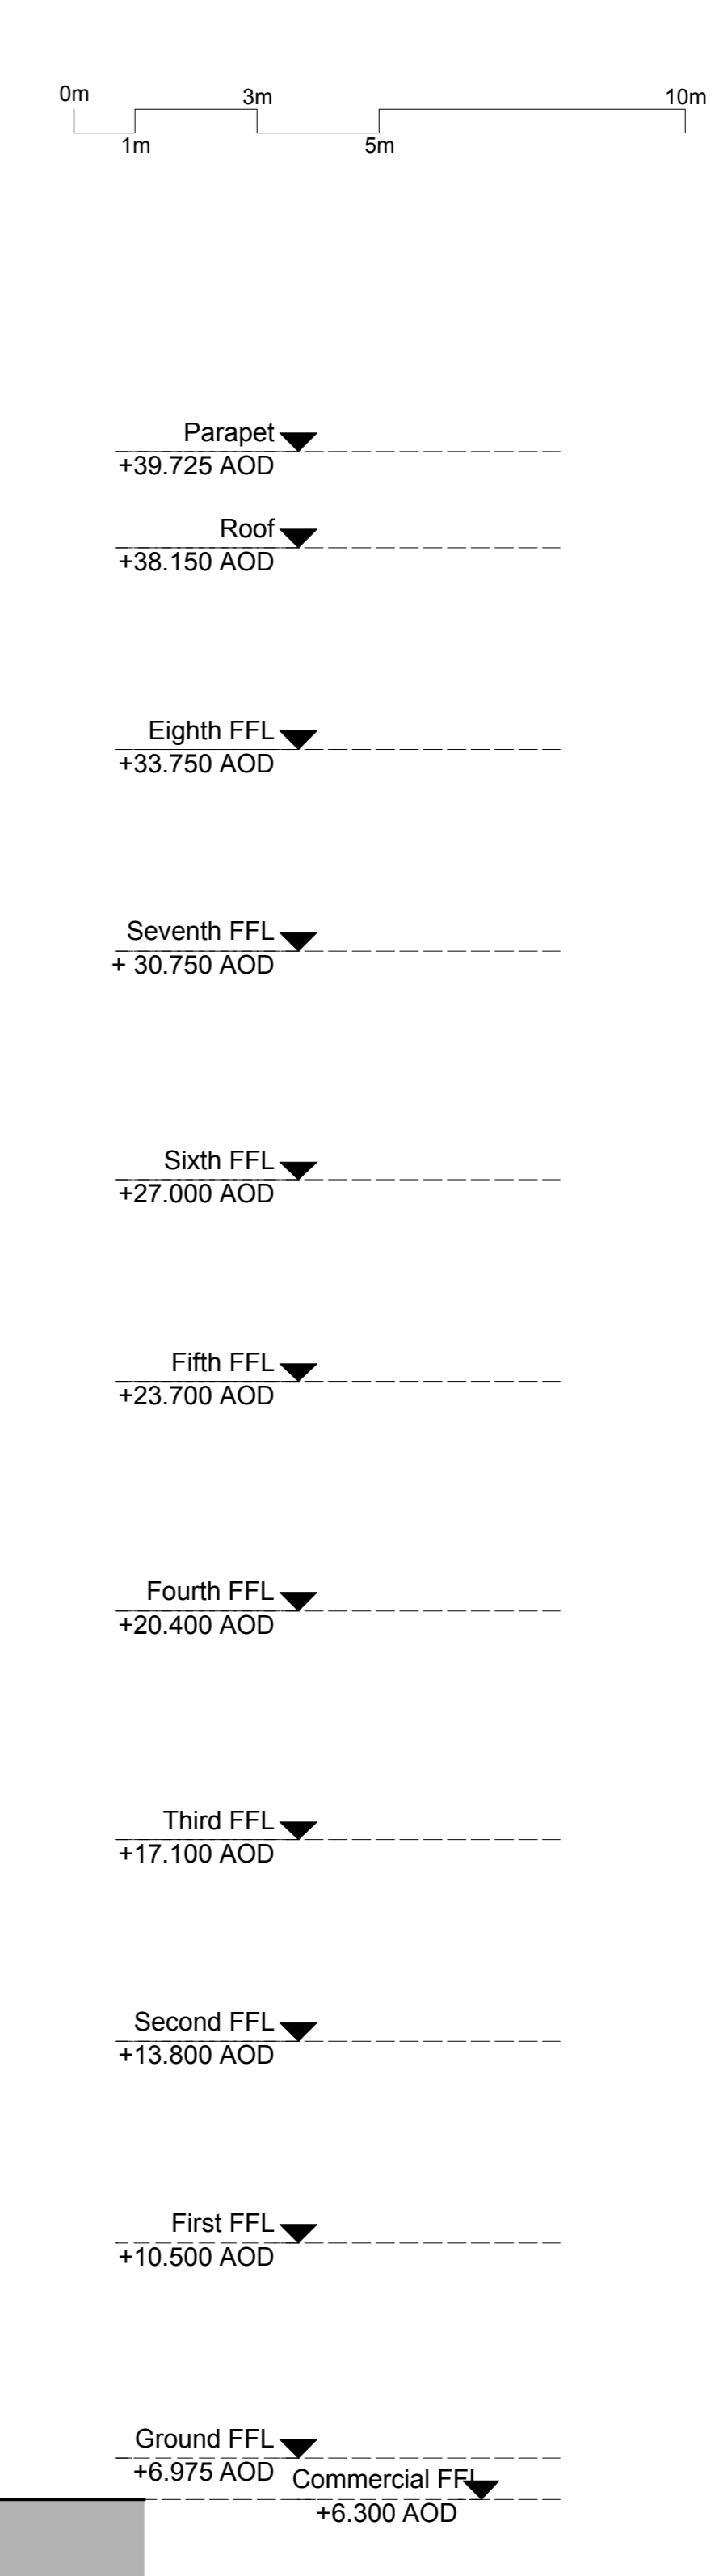 0m 3m 10m
1m 5m
Parapet
+39.725 AOD
Roof
+38.150 AOD
Eighth FFL
+33.750 AOD
Seventh FFL
+ 30.750 AOD
Sixth FFL
+27.000 AOD
Fifth FFL
+23.700 AOD
Fourth FFL
+20.400 AOD
Third FFL
+17.100 AOD
Second FFL
+13.800 AOD
First FFL
+10.500 AOD
Ground FFL
+6.975 AOD
Commercial FFL
+6.300 AOD